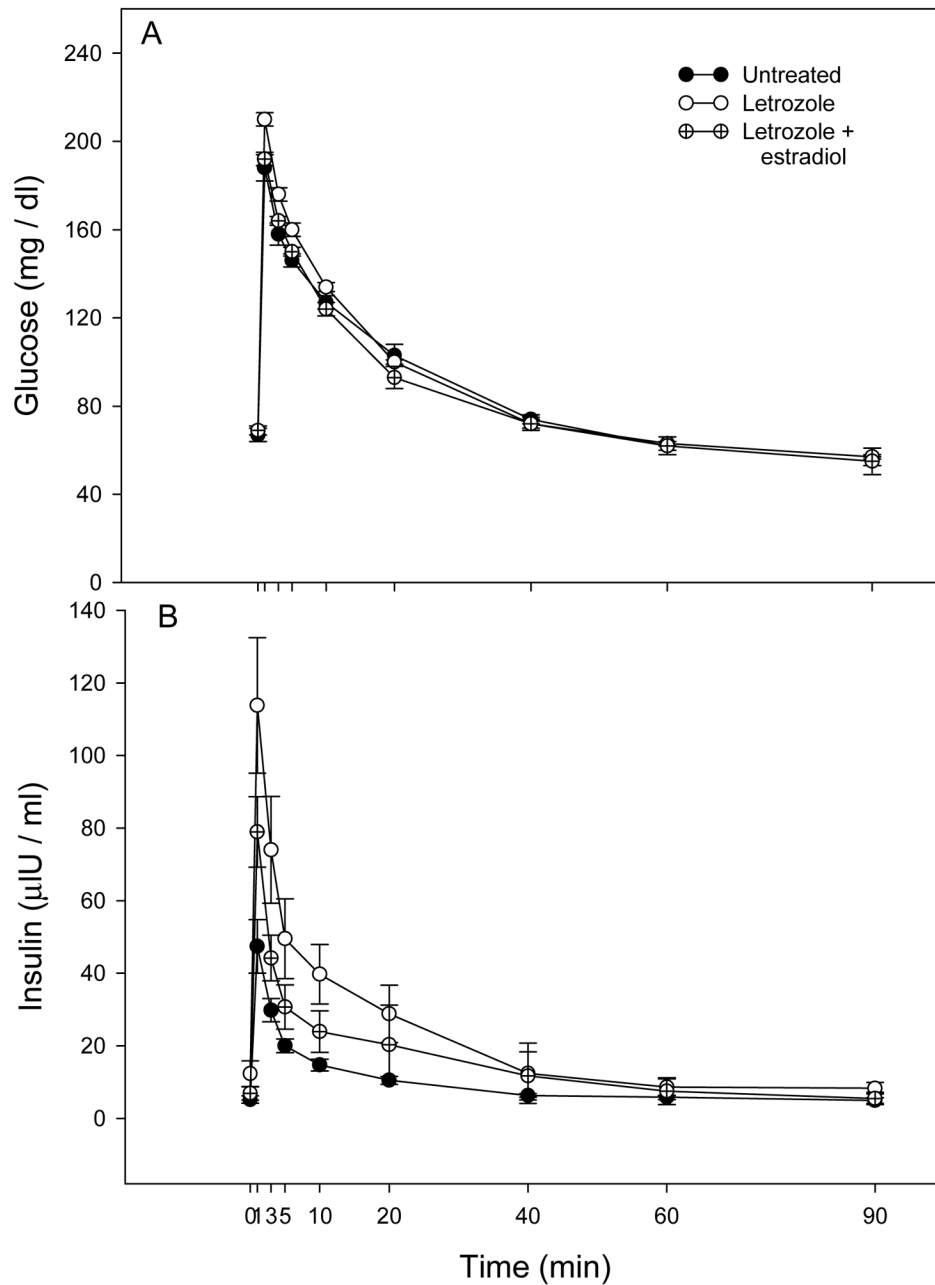 A
240
200
160
120
80
40
0
Glucose (mg / dl)
Untreated
Letrozole
Letrozole +
estradiol
B
140
120
100
80
60
40
20
0
Insulin (μIU / ml)
0 1 3 5 10 20 40 60 90
Time (min)